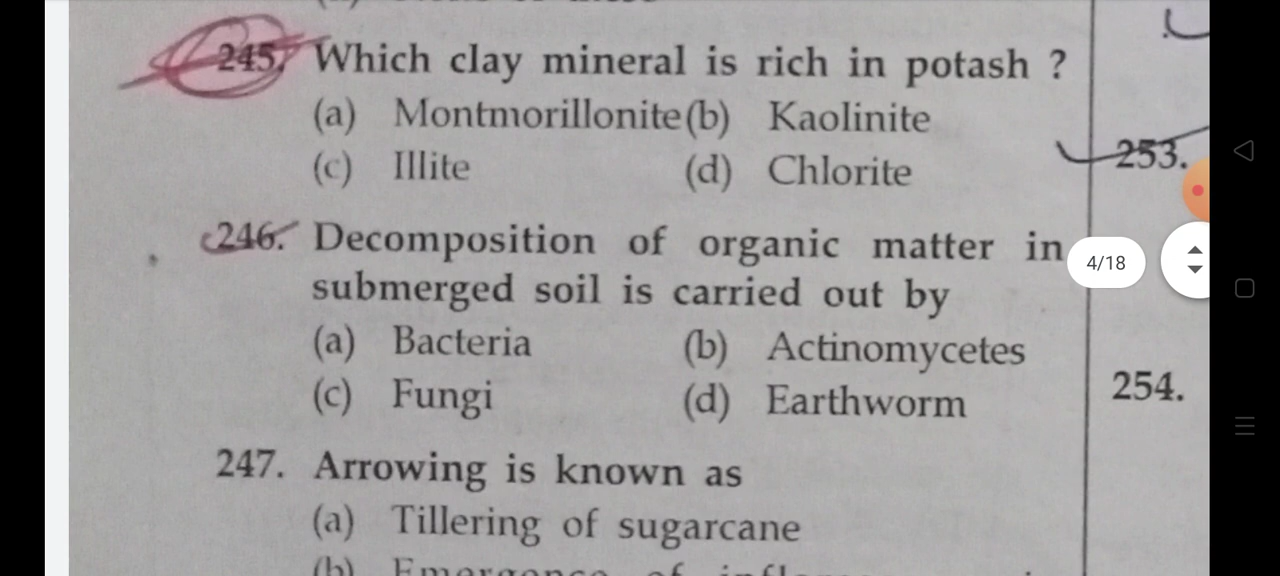 245. Which clay mineral is rich in potash ?
(a) Montmorillonite (b) Kaolinite
(c) Illite (d) Chlorite
246. Decomposition of organic matter in
submerged soil is carried out by
(a) Bacteria (b) Actinomycetes
(c) Fungi (d) Earthworm
247. Arrowing is known as
(a) Tillering of sugarcane
(b) Emergence of
253.
4/18
254.